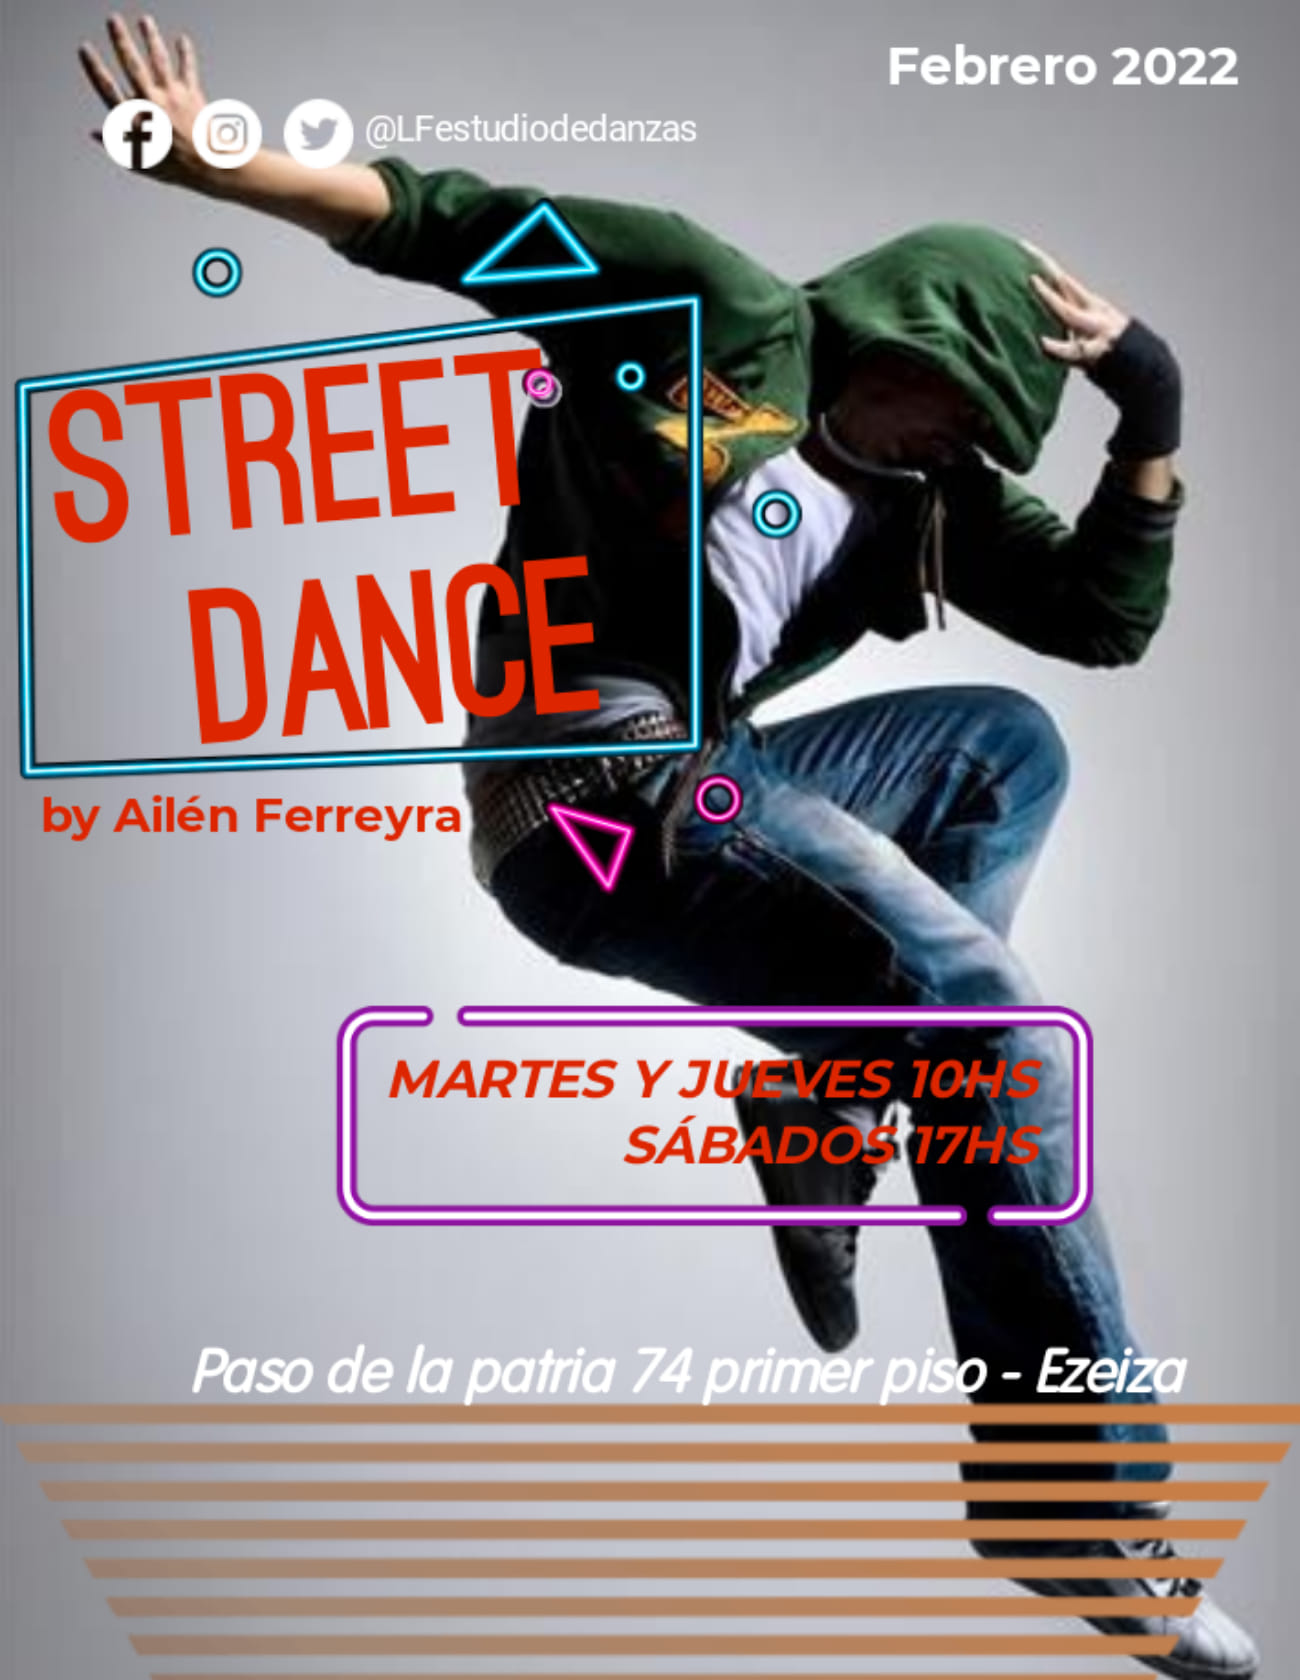 Febrero 2022
@LFestudiodedanzas
STREET
DANCE
by Ailén Ferreyra
MARTES Y JUEVES 10HS
SÁBADOS 17HS
Paso de la patria 74 primer piso - Ezeiza